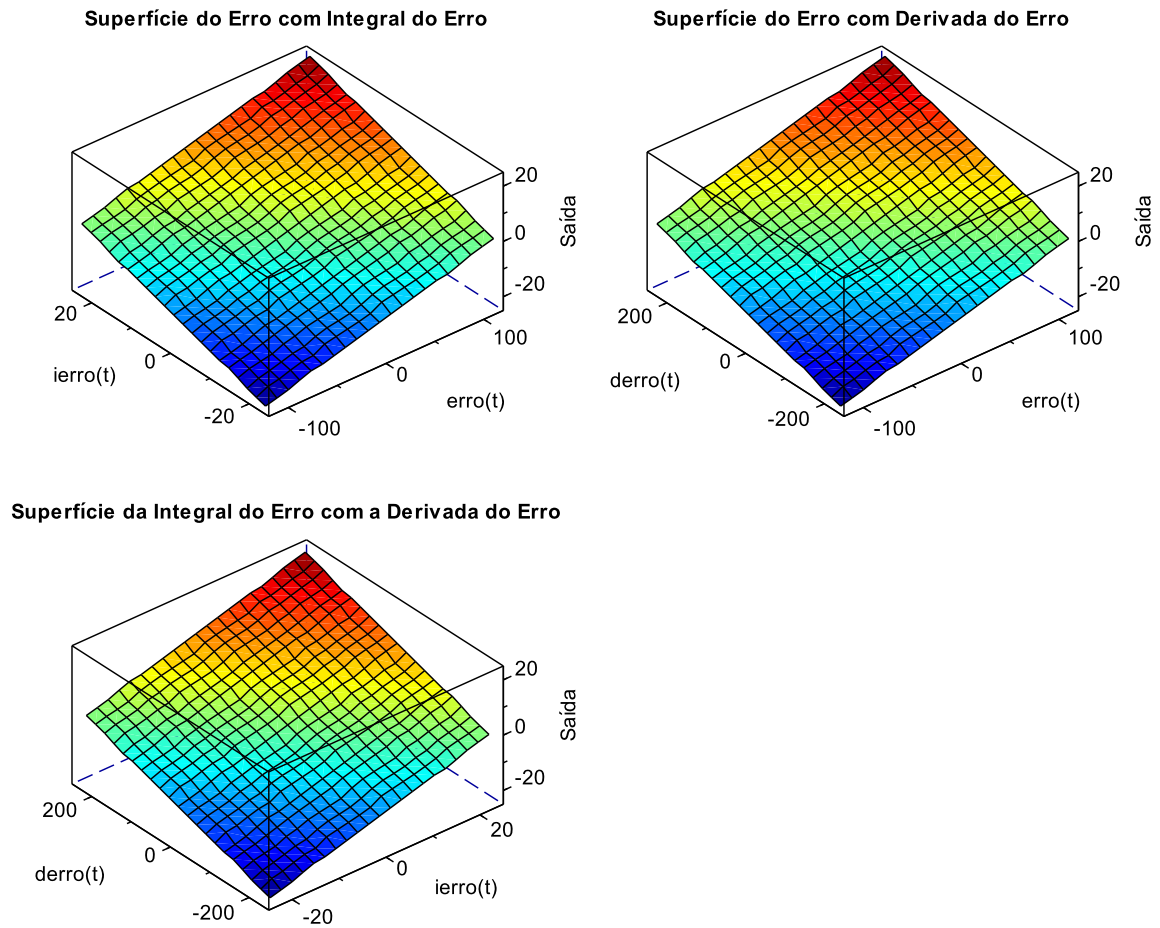 Superfície do Erro com Integral do Erro
20
0
-20
Saída
20
0
-20
ierro(t)
100
0
-100
erro(t)
Superfície do Erro com Derivada do Erro
20
0
-20
Saída
200
0
-200
derro(t)
100
0
-100
erro(t)
Superfície da Integral do Erro com a Derivada do Erro
20
0
-20
Saída
200
0
-200
derro(t)
20
0
-20
ierro(t)